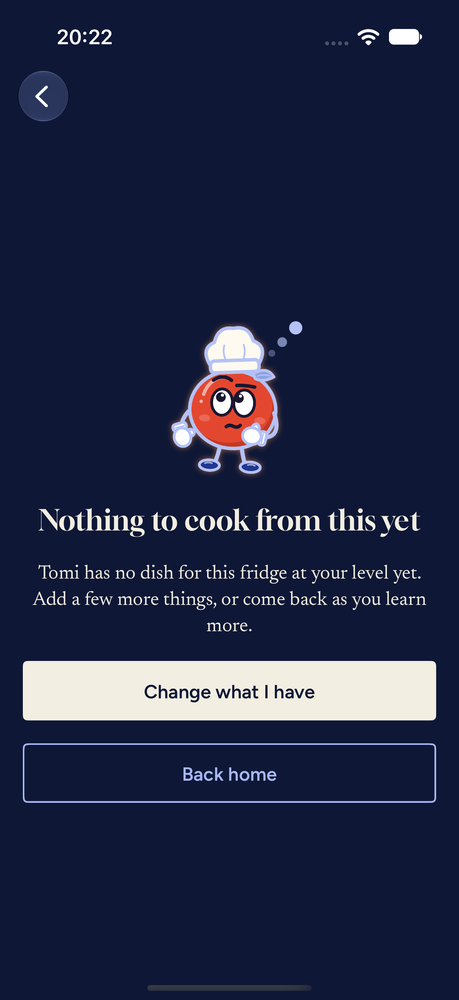 20:22
Nothing to cook from this yet
Tomi has no dish for this fridge at your level yet.
Add a few more things, or come back as you learn
more.
Change what I have
Back home